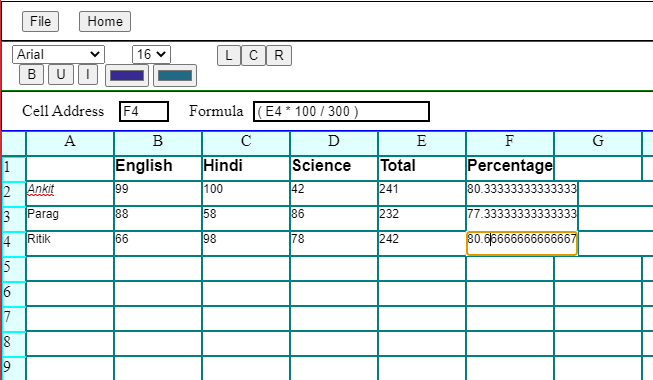 File Home
Arial 16 L C R
B U I
Cell Address F4 Formula ( E4 * 100 / 300 )
A B C D E F G
1 English Hindi Science Total Percentage
2 Ankit 99 100 42 241 80.33333333333333
3 Parag 88 58 86 232 77.33333333333333
4 Ritik 66 98 78 242 80.66666666666667
5
6
7
8
9